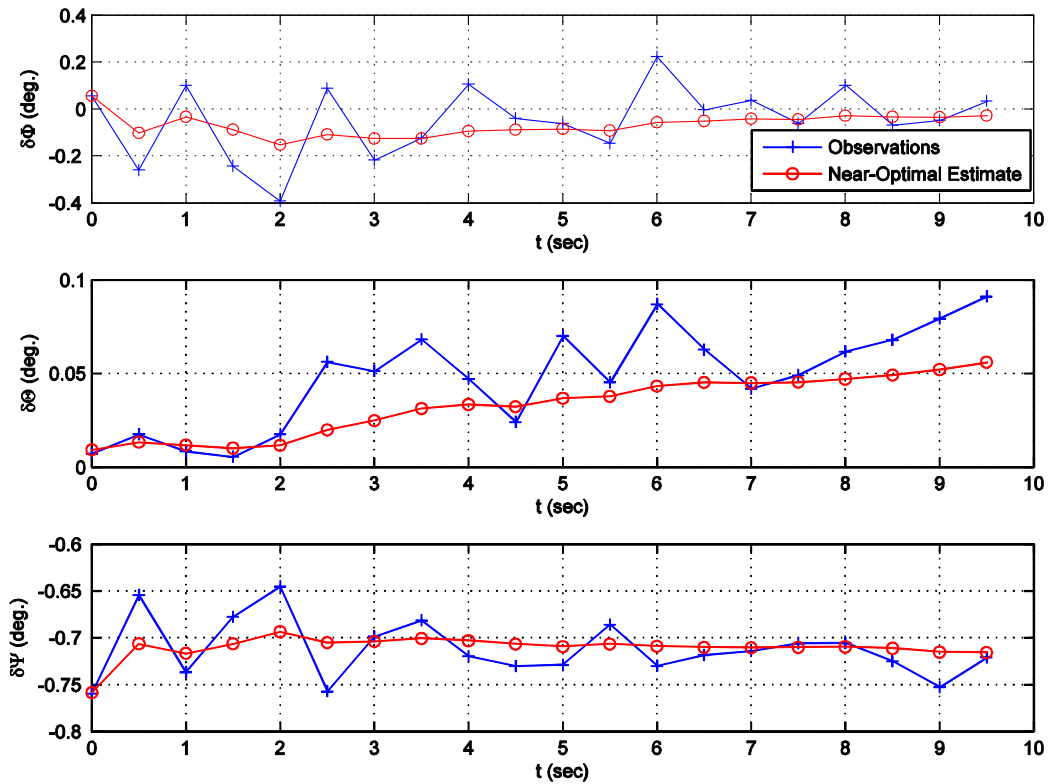 0.4
0.2
0
-0.2
-0.4
δΦ (deg.)
0 1 2 3 4 5 6 7 8 9 10
t (sec)
Observations
Near-Optimal Estimate
0.1
0.05
0
δΘ (deg.)
0 1 2 3 4 5 6 7 8 9 10
t (sec)
-0.6
-0.65
-0.7
-0.75
-0.8
δΨ (deg.)
0 1 2 3 4 5 6 7 8 9 10
t (sec)